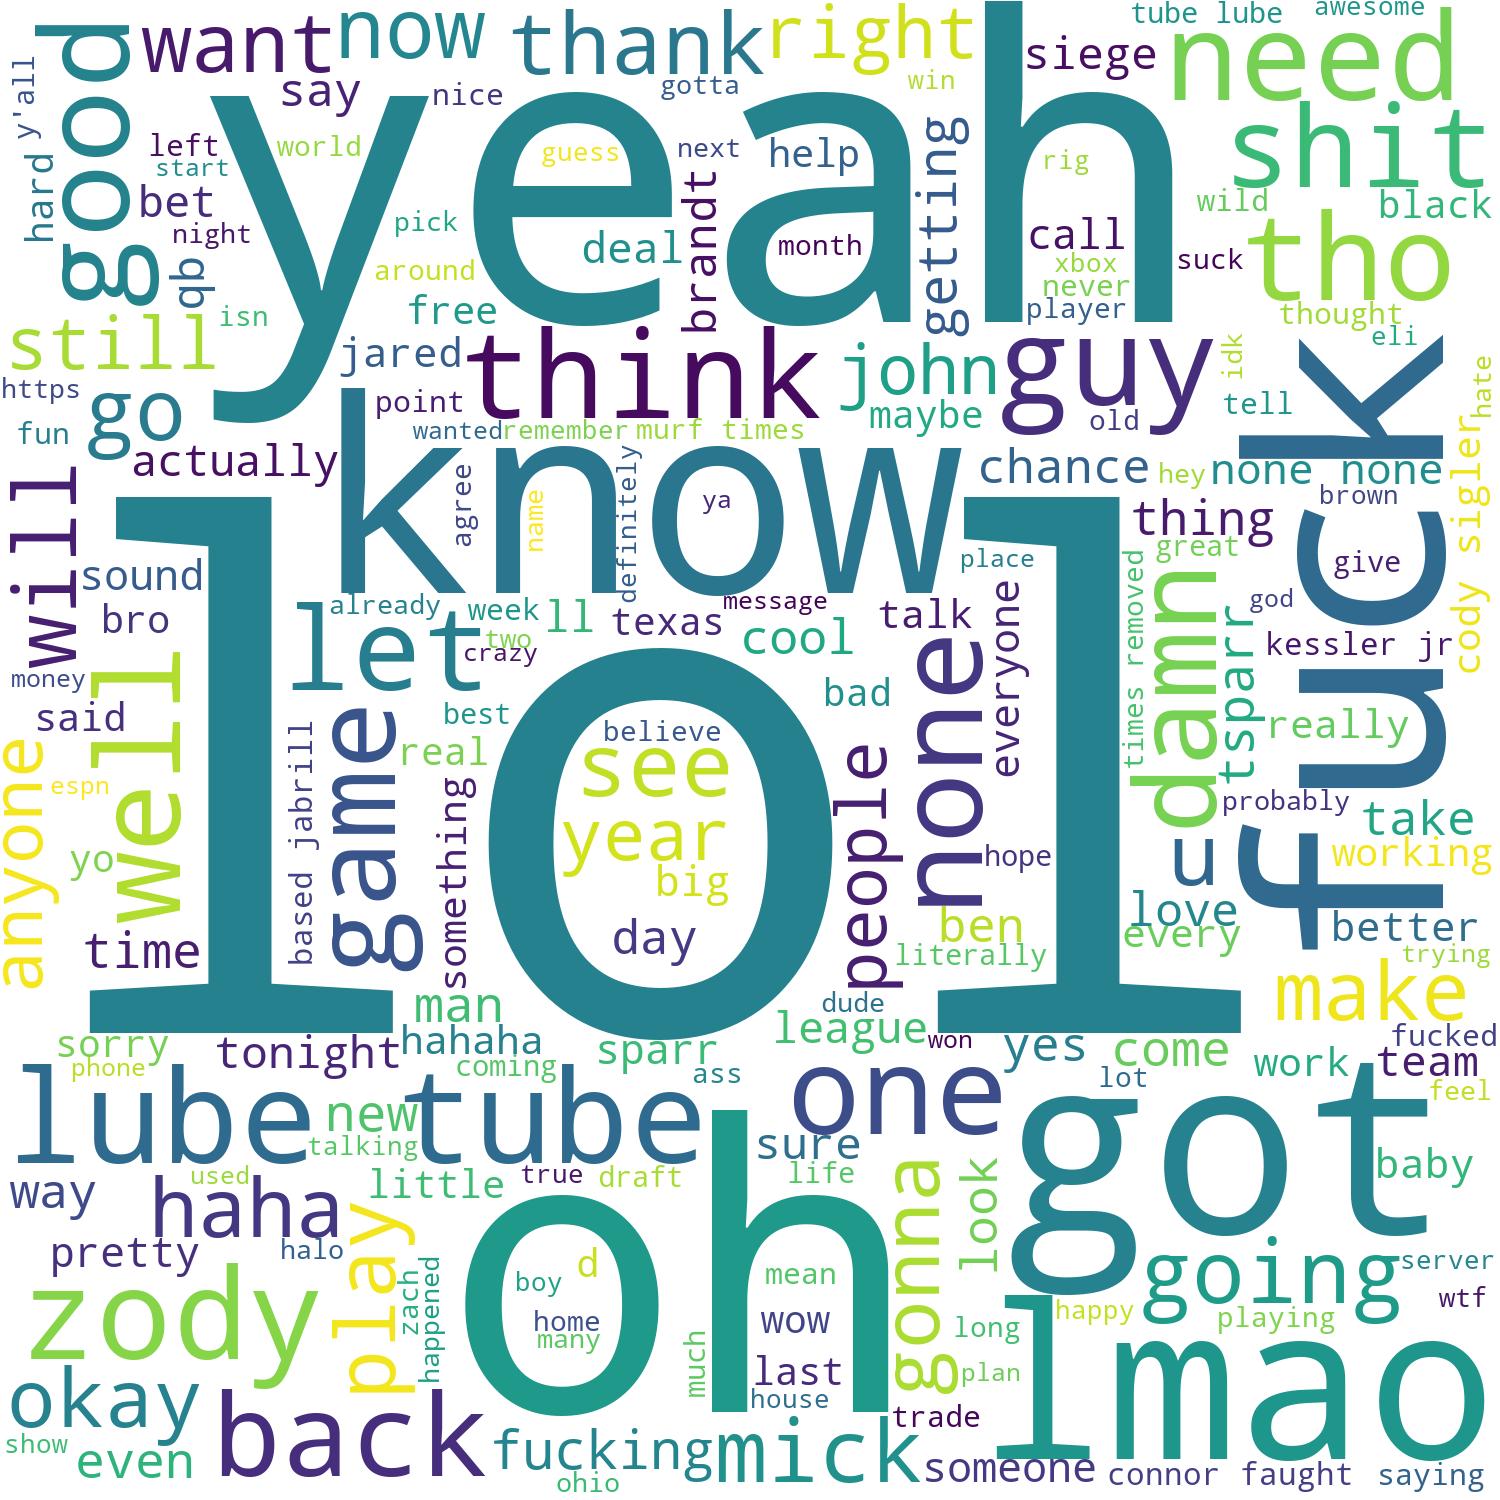 tube lube
awesome
want
now
thank
right
siege
need
good
y'all
say
nice
gotta
win
yeah
shit
hard
left
start
world
guess
next
help
getting
rig
bet
night
pick
brandt
deal
month
call
wild
black
qb
around
xbox
never
suck
tho
still
isn
free
player
thought
jared
think
john
guy
idk
eli
hate
https
go
point
maybe
old
tell
fuck
fun
wanted
remember
murf times
actually
know
chance
hey
none none
cody sigler
will
agree
name
definitely
ya
brown
thing
sound
place
great
give
lol
bro
let
already
week
ll
texas
message
cool
talk
everyone
times removed
damn
god
two
crazy
kessler jr
money
well
said
best
bad
none
tsparr
really
anyone
based jabrill
game
real
believe
see
espn
something
people
probably
yo
year
hope
u
take
working
big
love
time
day
ben
every
better
literally
trying
man
dude
make
sorry
tonight
hahaha
sparr
league
won
yes
come
fucked
phone
coming
ass
lot
work
team
feel
lube
new
tube
one
got
talking
oh
sure
baby
way
used
haha
little
true
draft
life
gonna
look
pretty
halo
play
zach
happened
d
boy
mean
going
server
zody
home
many
wow
long
happy
playing
wtf
much
last
plan
lmao
okay
back
house
trade
show
even
fucking
mick
someone
connor faught
saying
ohio